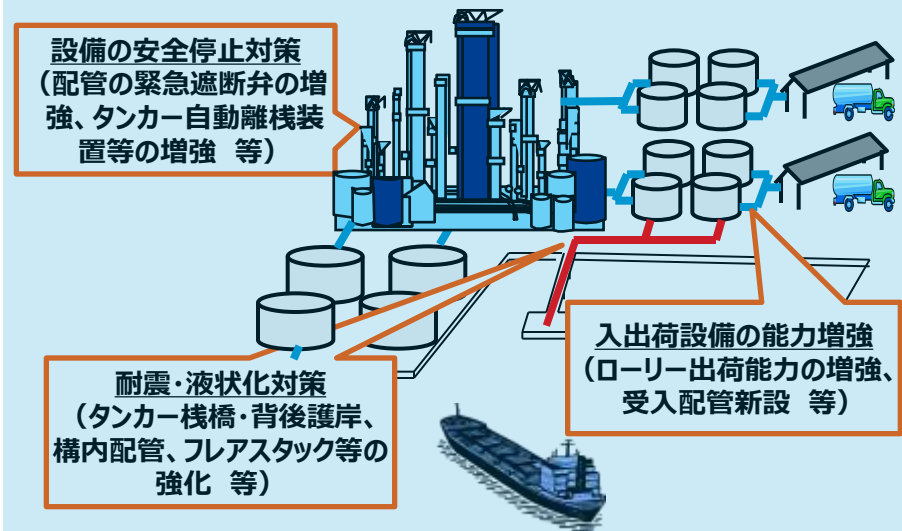 設備の安全停止対策
（配管の緊急遮断弁の増
強、タンカー自動離桟装
置等の増強　等）
入出荷設備の能力増強
（ローリー出荷能力の増強、
受入配管新設　等）
耐震・液状化対策
（タンカー桟橋・背後護岸、
構内配管、フレアスタック等の
強化　等）